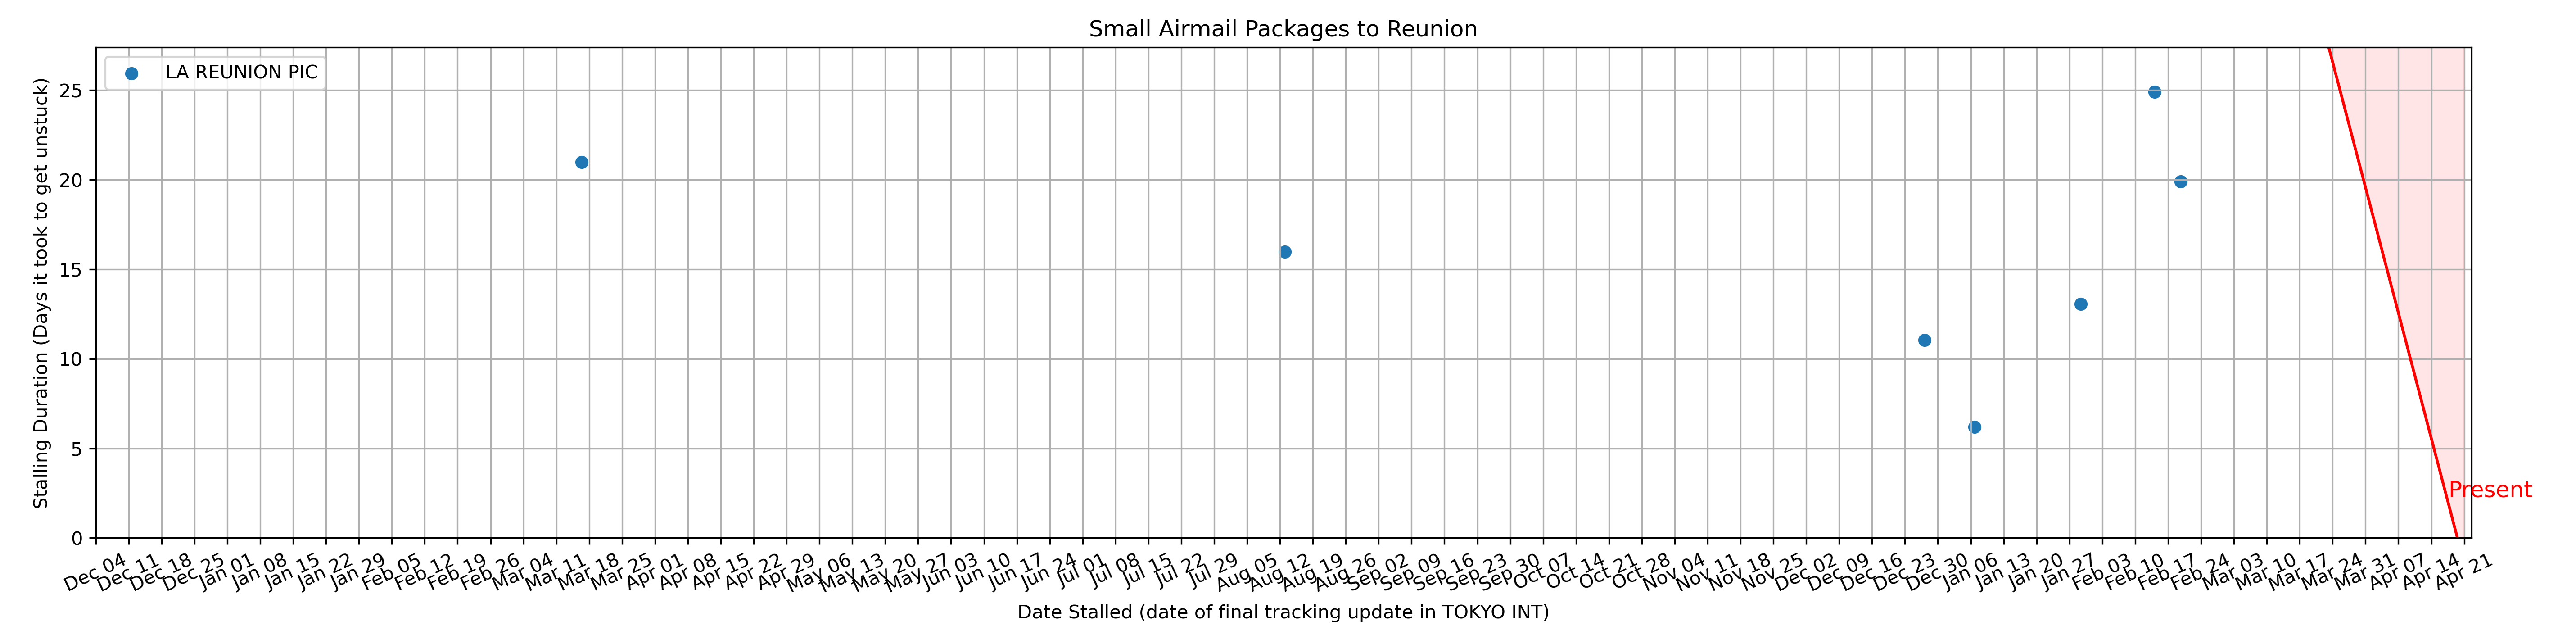 Small Airmail Packages to Reunion
LA REUNION PIC
Stalling Duration (Days it took to get unstuck)
25
20
15
10
5
0
Present
Dec 04
Dec 11
Dec 18
Dec 25
Jan 01
Jan 08
Jan 15
Jan 22
Jan 29
Feb 05
Feb 12
Feb 19
Feb 26
Mar 04
Mar 11
Mar 18
Mar 25
Apr 01
Apr 08
Apr 15
Apr 22
Apr 29
May 06
May 13
May 20
May 27
Jun 03
Jun 10
Jun 17
Jun 24
Jul 01
Jul 08
Jul 15
Jul 22
Jul 29
Aug 05
Aug 12
Aug 19
Aug 26
Sep 02
Sep 09
Sep 16
Sep 23
Sep 30
Oct 07
Oct 14
Oct 21
Oct 28
Nov 04
Nov 11
Nov 18
Nov 25
Dec 02
Dec 09
Dec 16
Dec 23
Dec 30
Jan 06
Jan 13
Jan 20
Jan 27
Feb 03
Feb 10
Feb 17
Feb 24
Mar 03
Mar 10
Mar 17
Mar 24
Mar 31
Apr 07
Apr 14
Apr 21
Date Stalled (date of final tracking update in TOKYO INT)